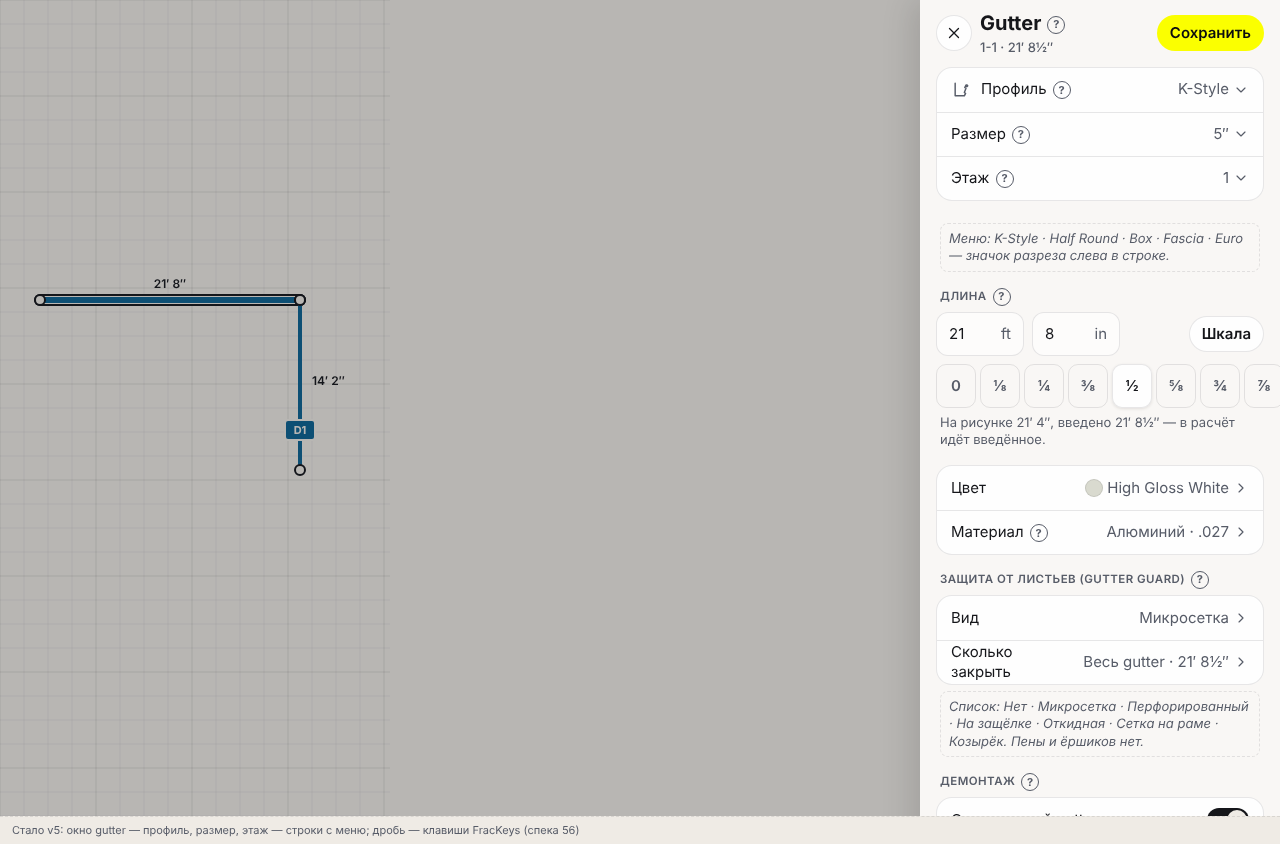 21′ 8″
14′ 2″
D1
Gutter ?
1-1 · 21′ 8½″
Сохранить
Профиль ? K-Style
Размер ? 5″
Этаж ? 1
Меню: K-Style · Half Round · Box · Fascia · Euro
— значок разреза слева в строке.
ДЛИНА ?
21 ft 8 in Шкала
0 ⅛ ¼ ⅜ ½ ⅝ ¾ ⅞
На рисунке 21′ 4″, введено 21′ 8½″ — в расчёт
идёт введённое.
Цвет High Gloss White
Материал ? Алюминий · .027
ЗАЩИТА ОТ ЛИСТЬЕВ (GUTTER GUARD) ?
Вид Микросетка
Сколько
закрыть Весь gutter · 21′ 8½″
Список: Нет · Микросетка · Перфорированный
· На защёлке · Откидная · Сетка на раме ·
Козырёк. Пены и ёршиков нет.
ДЕМОНТАЖ ?
Стало v5: окно gutter — профиль, размер, этаж — строки с меню; дробь — клавиши FracKeys (спека 56)